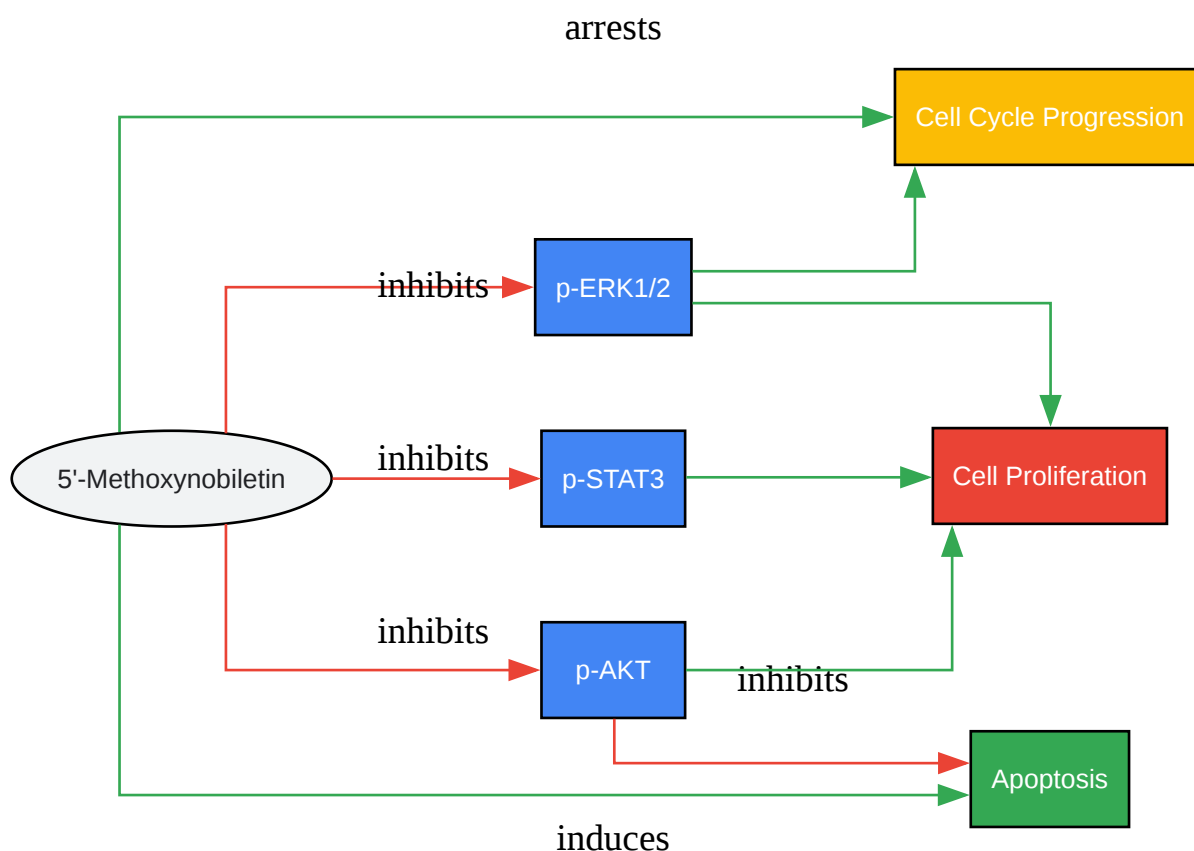 arrests
Cell Cycle Progression
inhibits
p-ERK1/2
inhibits
5'-Methoxynobiletin
p-STAT3
Cell Proliferation
inhibits
p-AKT
inhibits
Apoptosis
induces